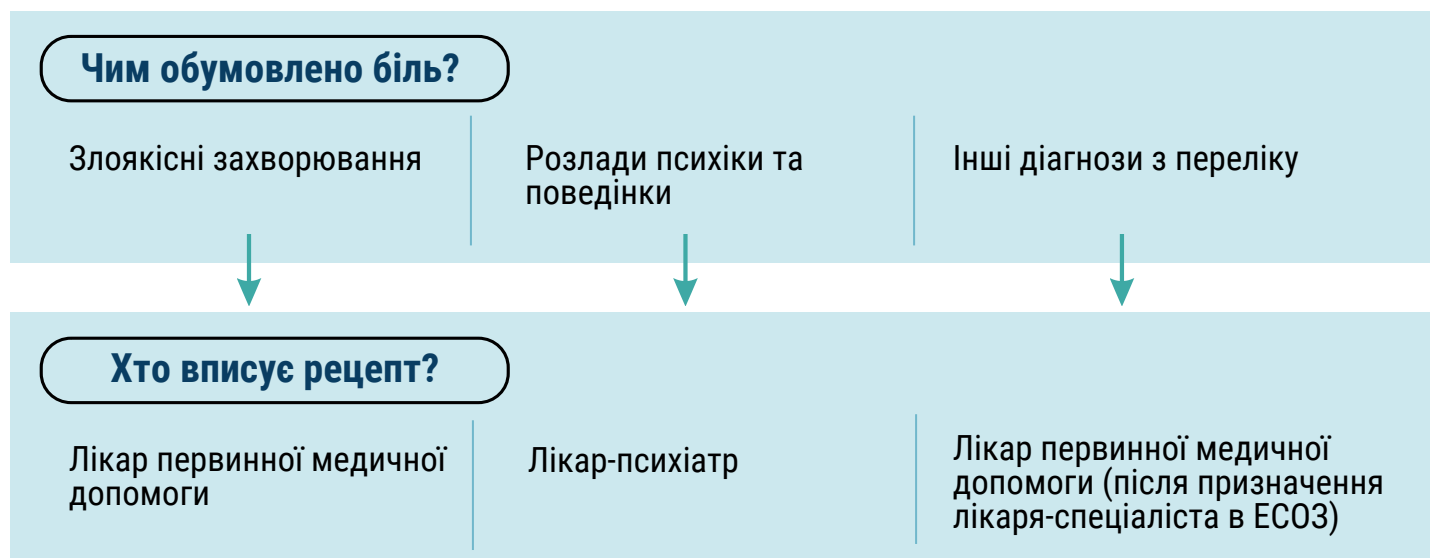 Чим обумовлено біль?
Злоякісні захворювання
Розлади психіки та
поведінки
Інші діагнози з переліку
Хто вписує рецепт?
Лікар первинної медичної
допомоги
Лікар-психіатр
Лікар первинної медичної
допомоги (після призначення
лікаря-спеціаліста в ЕСОЗ)